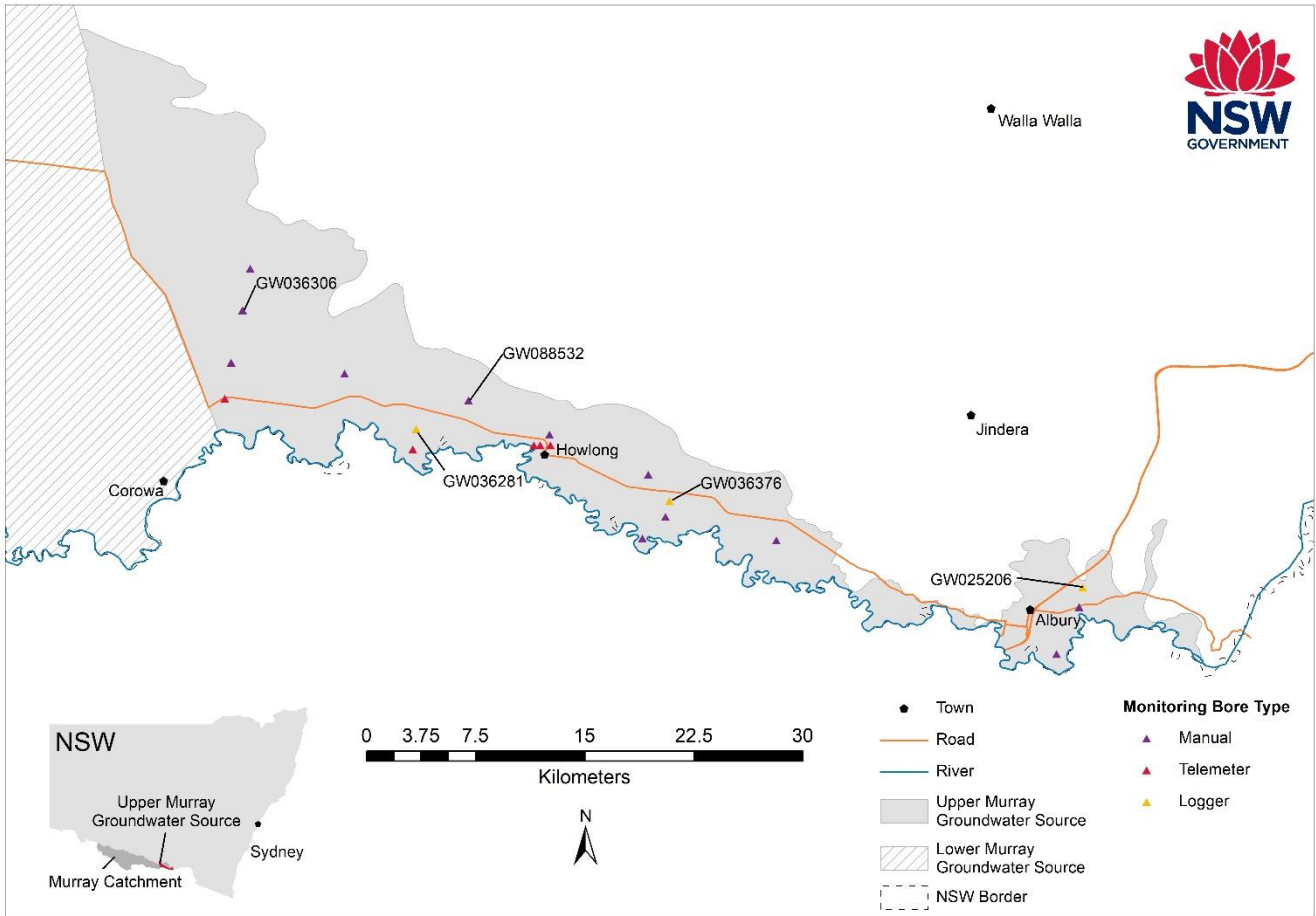 NSW
GOVERNMENT
Walla Walla
GW036306
GW088532
Jindera
Howlong
GW036281
GW036376
Corowa
GW025206
Albury
NSW
Upper Murray
Groundwater Source
Sydney
Murray Catchment
0 3.75 7.5 15 22.5 30
Kilometers
N
Town
Road
River
Upper Murray
Groundwater Source
Lower Murray
Groundwater Source
NSW Border
Monitoring Bore Type
Manual
Telemeter
Logger